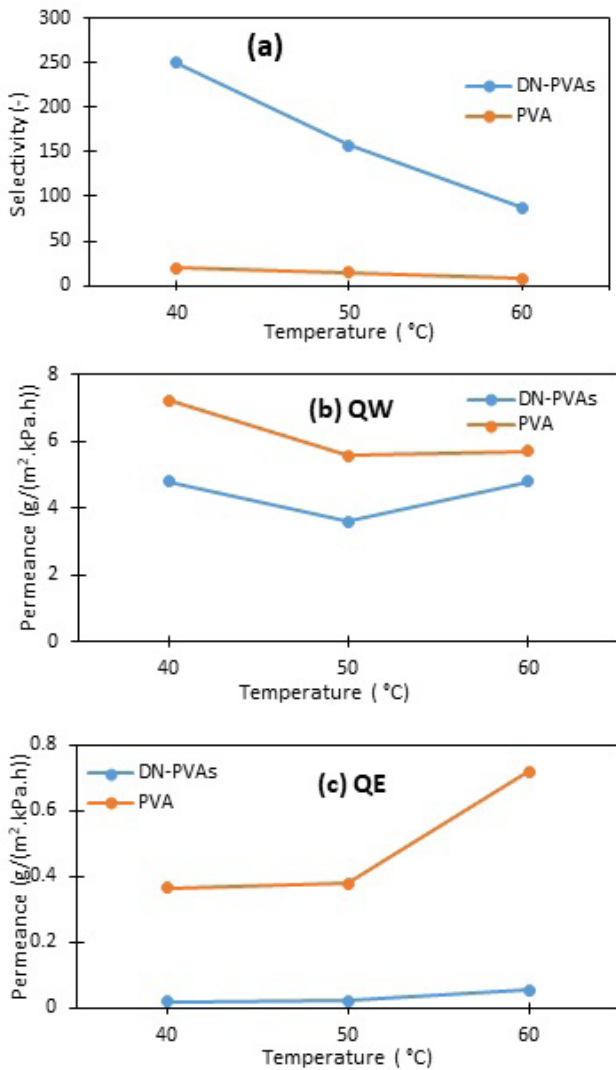 (a)
Selectivity (-)
300
250
200
150
100
50
0
DN-PVAs
PVA
40 50 60
Temperature ( °C)
(b) QW
Permeance (g/(m².kPa.h))
8
6
4
2
0
DN-PVAs
PVA
40 50 60
Temperature ( °C)
(c) QE
Permeance (g/(m².kPa.h))
0.8
0.6
0.4
0.2
0
DN-PVAs
PVA
40 50 60
Temperature ( °C)